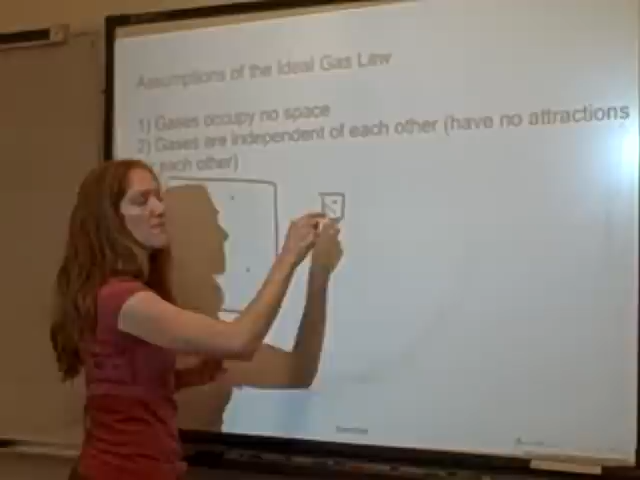 Assumptions of the Ideal Gas Law
1) Gases occupy no space
2) Gases are independent of each other (have no attractions
each other)